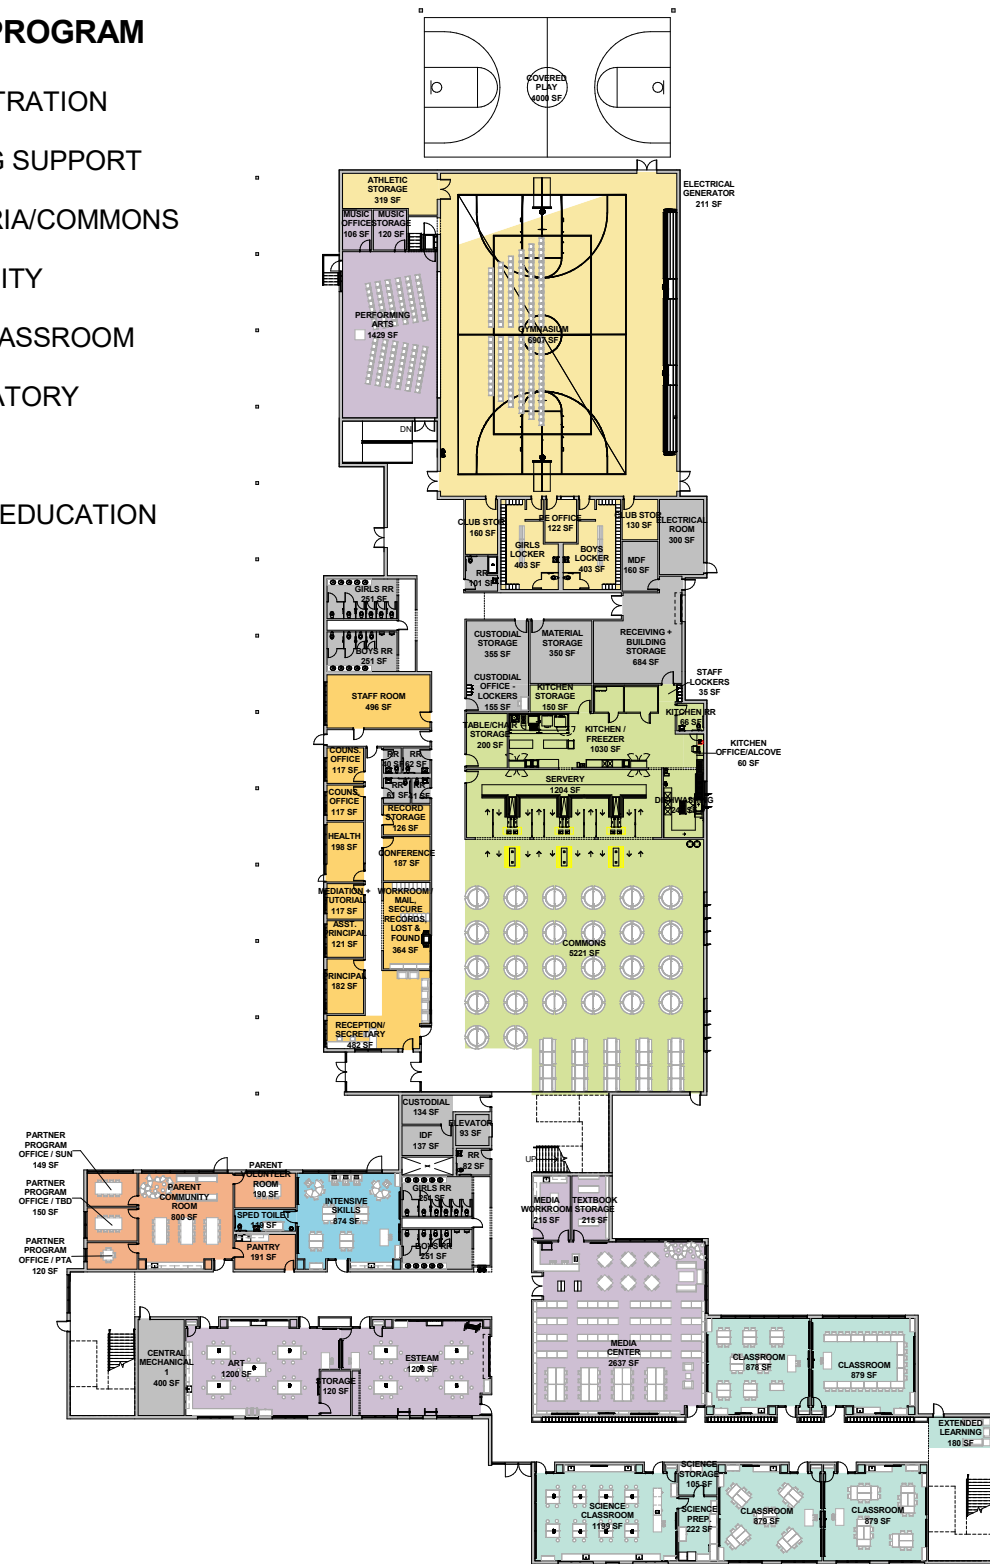 PROGRAM
TRATION
G SUPPORT
RIA/COMMONS
ITY
ASSROOM
ATORY
EDUCATION
COVERED
PLAY
4000 SF
ATHLETIC
STORAGE
319 SF
ELECTRICAL
GENERATOR
211 SF
MUSIC
OFFICE
106 SF
MUSIC
STORAGE
120 SF
PERFORMING
ARTS
1429 SF
GYMNASIUM
6907 SF
DN
CLUB STOR
160 SF
PE OFFICE
122 SF
CLUB STOR
130 SF
ELECTRICAL
ROOM
300 SF
GIRLS
LOCKER
403 SF
BOYS
LOCKER
403 SF
MDF
160 SF
RR
101 SF
GIRLS RR
251 SF
BOYS RR
251 SF
CUSTODIAL
STORAGE
355 SF
MATERIAL
STORAGE
350 SF
RECEIVING +
BUILDING
STORAGE
684 SF
CUSTODIAL
OFFICE -
LOCKERS
155 SF
STAFF
LOCKERS
35 SF
STAFF ROOM
496 SF
KITCHEN
STORAGE
150 SF
KITCHEN RR
66 SF
TABLE/CHAIR
STORAGE
200 SF
KITCHEN /
FREEZER
1030 SF
KITCHEN
OFFICE/ALCOVE
60 SF
COUNS.
OFFICE
117 SF
RR
RR
62 SF
RR
61 SF
RR
COUNS.
OFFICE
117 SF
SERVERY
1204 SF
RECORD
STORAGE
126 SF
HEALTH
198 SF
CONFERENCE
187 SF
MEDIATION +
TUTORIAL
117 SF
WORKROOM/
MAIL,
SECURE
RECORDS,
LOST &
FOUND
364 SF
ASST.
PRINCIPAL
121 SF
COMMONS
5221 SF
PRINCIPAL
182 SF
RECEPTION/
SECRETARY
482 SF
CUSTODIAL
134 SF
ELEVATOR
93 SF
IDF
137 SF
RR
82 SF
UP
PARTNER
PROGRAM
OFFICE / SUN
149 SF
PARTNER
PROGRAM
OFFICE / TBD
150 SF
PARTNER
PROGRAM
OFFICE / PTA
120 SF
PARENT
COMMUNITY
ROOM
800 SF
PARENT
VOLUNTEER
ROOM
190 SF
SPED TOILET
119 SF
PANTRY
191 SF
INTENSIVE
SKILLS
874 SF
GIRLS RR
251 SF
BOYS RR
251 SF
MEDIA
WORKROOM
215 SF
TEXTBOOK
STORAGE
215 SF
CENTRAL
MECHANICAL
1
400 SF
ART
1200 SF
STORAGE
120 SF
ESTEAM
1200 SF
MEDIA
CENTER
2637 SF
CLASSROOM
878 SF
CLASSROOM
879 SF
EXTENDED
LEARNING
180 SF
SCIENCE
CLASSROOM
1199 SF
SCIENCE
STORAGE
105 SF
SCIENCE
PREP.
222 SF
CLASSROOM
879 SF
CLASSROOM
879 SF